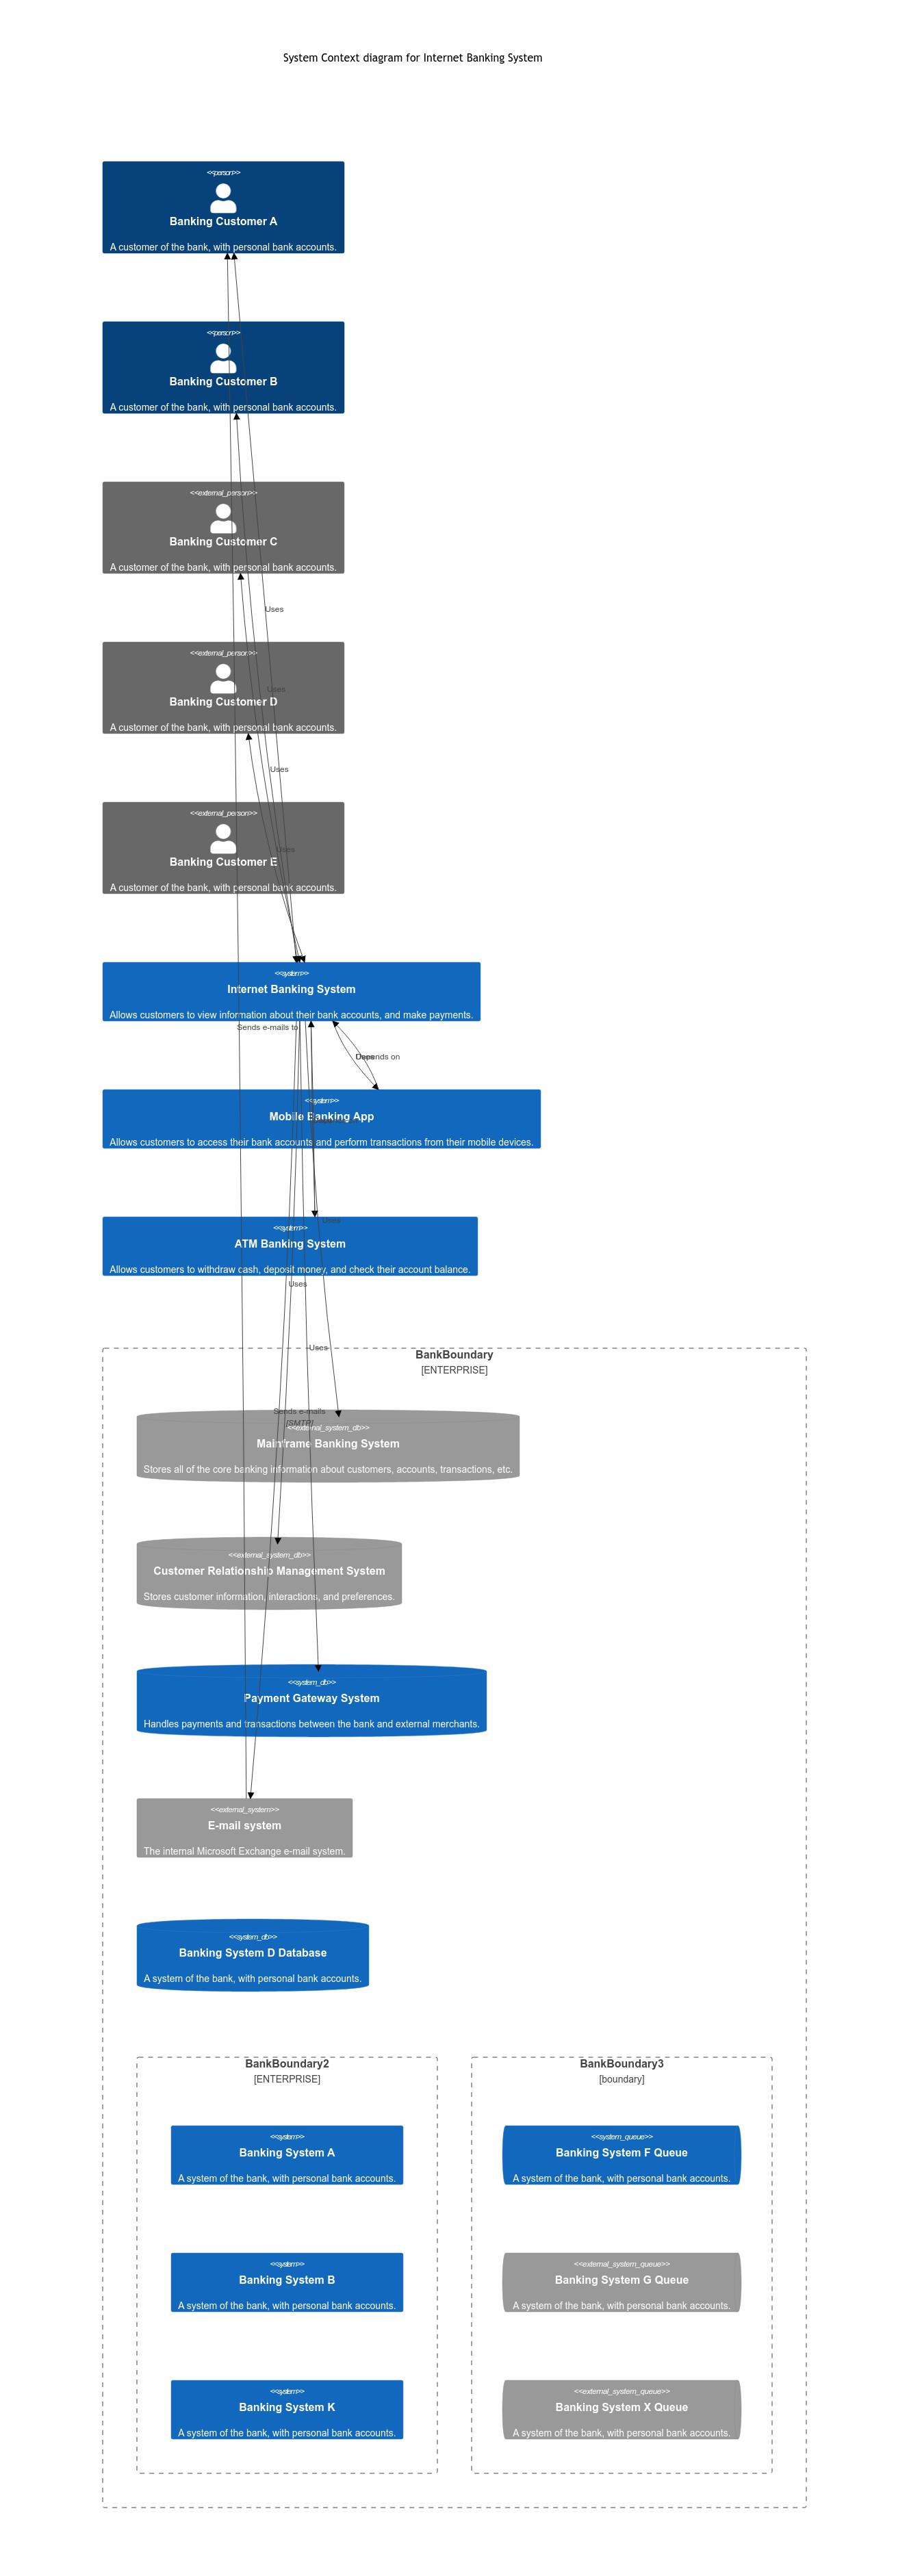 System Context diagram for Internet Banking System
<<person>>
Banking Customer A
A customer of the bank, with personal bank accounts.
<<person>>
Banking Customer B
A customer of the bank, with personal bank accounts.
<<external_person>>
Banking Customer C
A customer of the bank, with personal bank accounts.
Uses
<<external_person>>
Uses
Banking Customer D
A customer of the bank, with personal bank accounts.
Uses
<<external_person>>
Uses
Banking Customer E
A customer of the bank, with personal bank accounts.
<<system>>
Internet Banking System
Allows customers to view information about their bank accounts, and make payments.
Sends e-mails to
Depends on
<<system>>
Mobile Banking App
Allows customers to access their bank accounts and perform transactions from their mobile devices.
Uses
<<system>>
ATM Banking System
Allows customers to withdraw cash, deposit money, and check their account balance.
Uses
Uses
BankBoundary
[ENTERPRISE]
Sends e-mails
[SMTP]
<<external_system_db>>
Mainframe Banking System
Stores all of the core banking information about customers, accounts, transactions, etc.
<<external_system_db>>
Customer Relationship Management System
Stores customer information, interactions, and preferences.
<<system_db>>
Payment Gateway System
Handles payments and transactions between the bank and external merchants.
<<external_system>>
E-mail system
The internal Microsoft Exchange e-mail system.
<<system_db>>
Banking System D Database
A system of the bank, with personal bank accounts.
BankBoundary2
[ENTERPRISE]
<<system>>
Banking System A
A system of the bank, with personal bank accounts.
<<system>>
Banking System B
A system of the bank, with personal bank accounts.
<<system>>
Banking System K
A system of the bank, with personal bank accounts.
BankBoundary3
[boundary]
<<system_queue>>
Banking System F Queue
A system of the bank, with personal bank accounts.
<<external_system_queue>>
Banking System G Queue
A system of the bank, with personal bank accounts.
<<external_system_queue>>
Banking System X Queue
A system of the bank, with personal bank accounts.